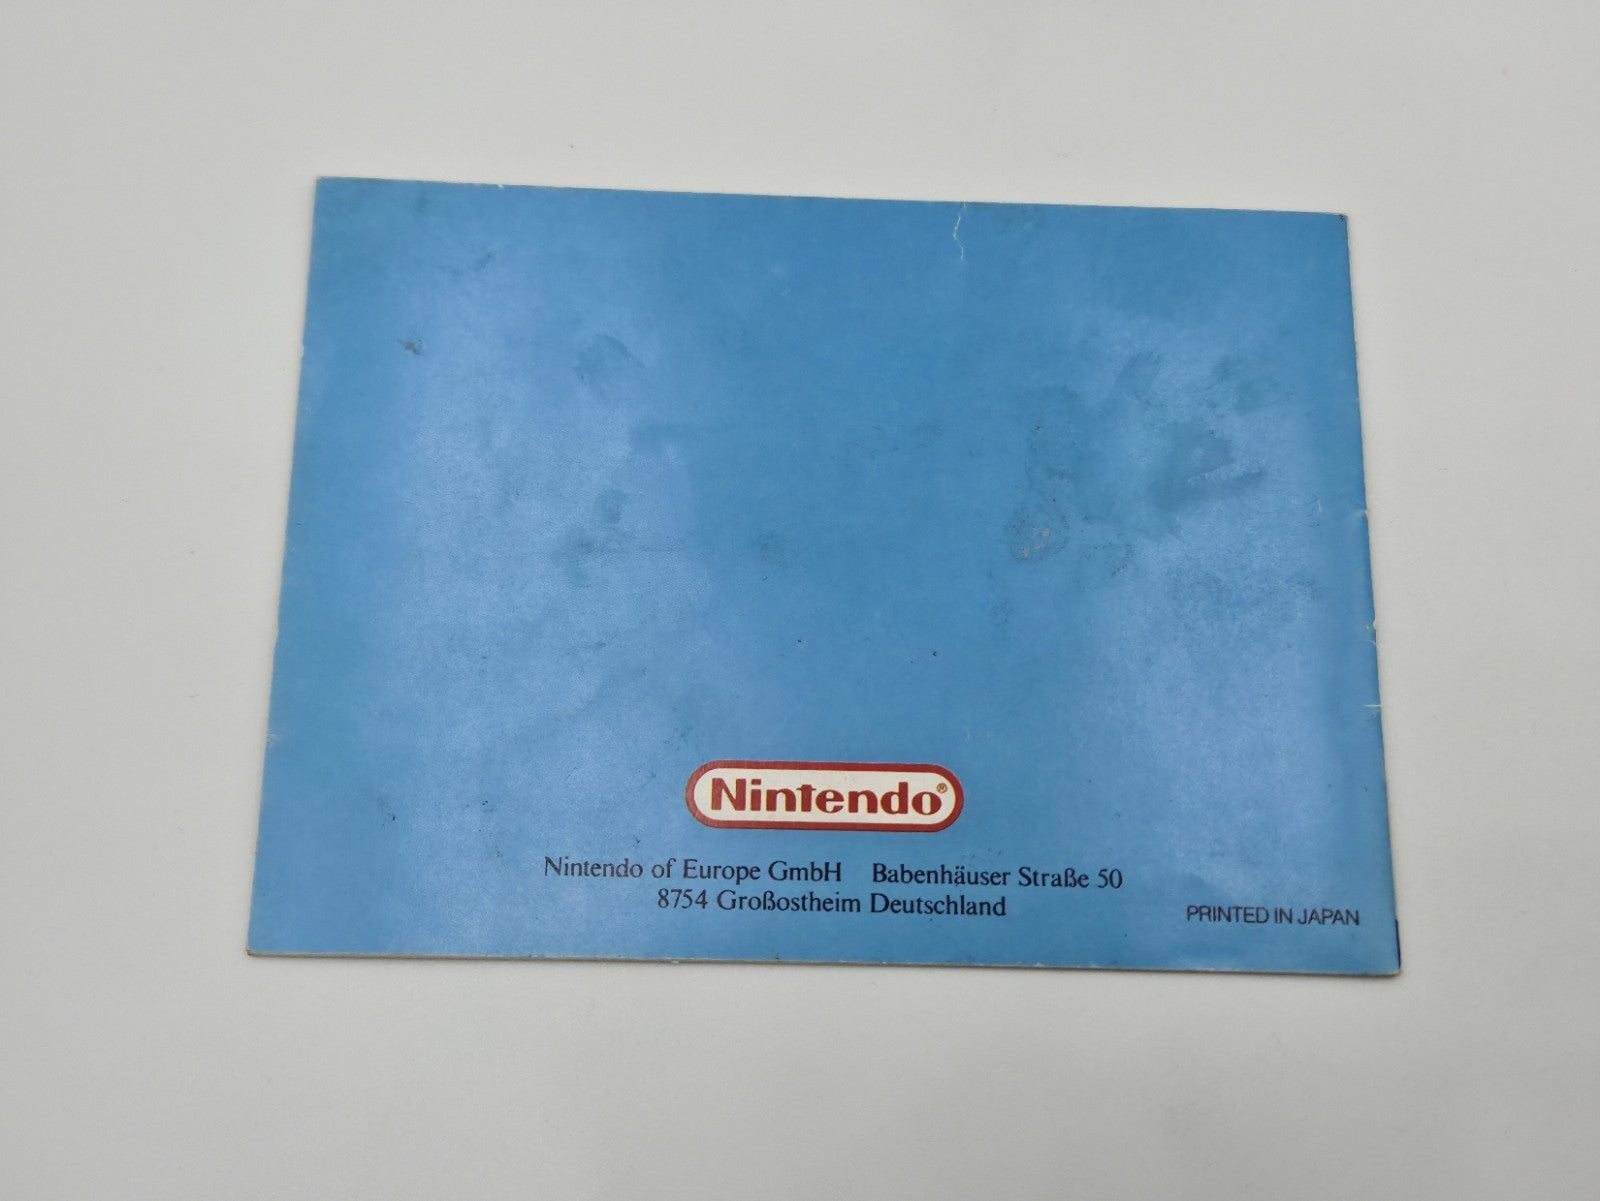 Nintendo®
Nintendo of Europe GmbH Babenhäuser Straße 50
8754 Großostheim Deutschland
PRINTED IN JAPAN